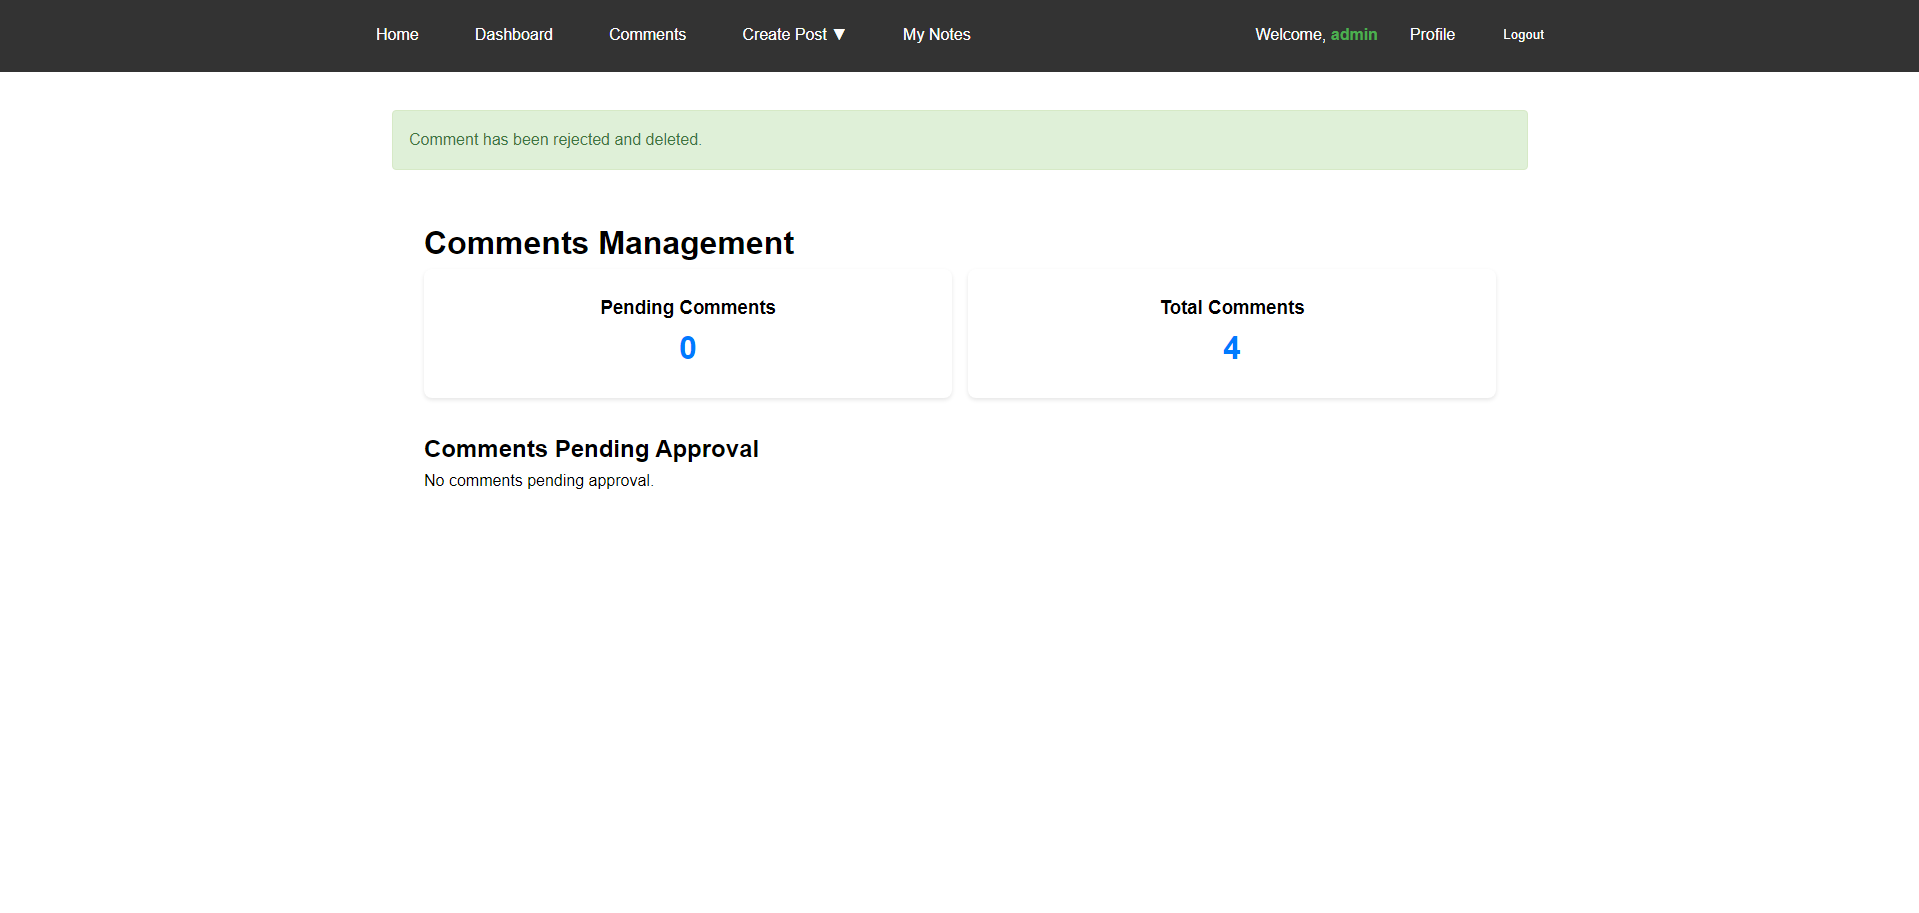 Home Dashboard Comments Create Post ▼ My Notes Welcome, admin Profile Logout
Comment has been rejected and deleted.
Comments Management
Pending Comments
0
Total Comments
4
Comments Pending Approval
No comments pending approval.